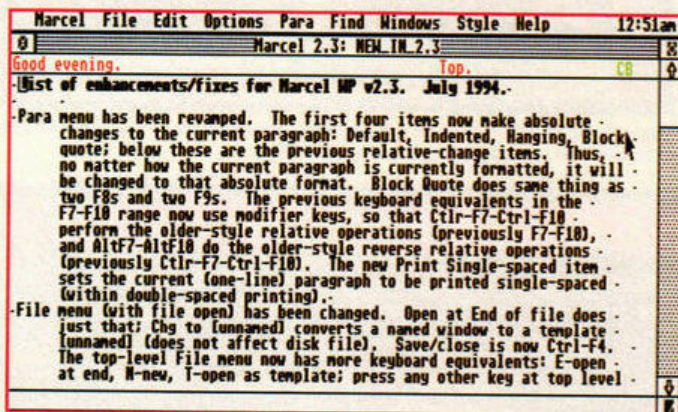 Marcel File Edit Options Para Find Windows Style Help 12:51am
Marcel 2.3: NEW_IN_2.3
Good evening. Top. CB
List of enhancements/fixes for Marcel WP v2.3. July 1994.
Para menu has been revamped. The first four items now make absolute
changes to the current paragraph: Default, Indented, Hanging, Block
quote; below these are the previous relative-change items. Thus,
no matter how the current paragraph is currently formatted, it will
be changed to that absolute format. Block Quote does same thing as
two F8s and two F9s. The previous keyboard equivalents in the
F7-F10 range now use modifier keys, so that Ctlr-F7-Ctrl-F10
perform the older-style relative operations (previously F7-F10),
and AltF7-AltF10 do the older-style reverse relative operations
(previously Ctlr-F7-Ctrl-F10). The new Print Single-spaced item
sets the current (one-line) paragraph to be printed single-spaced
(within double-spaced printing).
File menu (with file open) has been changed. Open at End of file does
just that; Chg to [unnamed] converts a named window to a template
[unnamed] (does not affect disk file). Save/close is now Ctrl-F4.
The top-level File menu now has more keyboard equivalents: E-open
at end, N-new, T-open as template; press any other key at top level